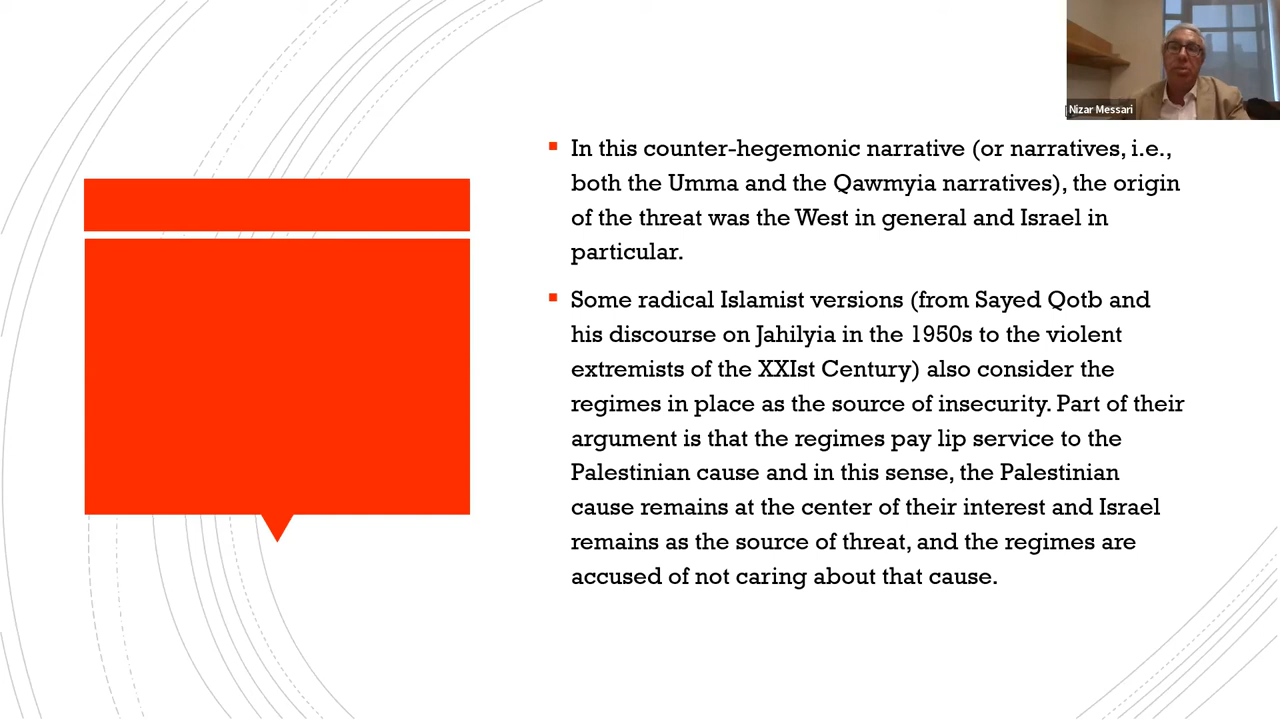 Nizar Messari
In this counter-hegemonic narrative (or narratives, i.e.,
both the Umma and the Qawmyia narratives), the origin
of the threat was the West in general and Israel in
particular.
Some radical Islamist versions (from Sayed Qotb and
his discourse on Jahilyia in the 1950s to the violent
extremists of the XXIst Century) also consider the
regimes in place as the source of insecurity. Part of their
argument is that the regimes pay lip service to the
Palestinian cause and in this sense, the Palestinian
cause remains at the center of their interest and Israel
remains as the source of threat, and the regimes are
accused of not caring about that cause.